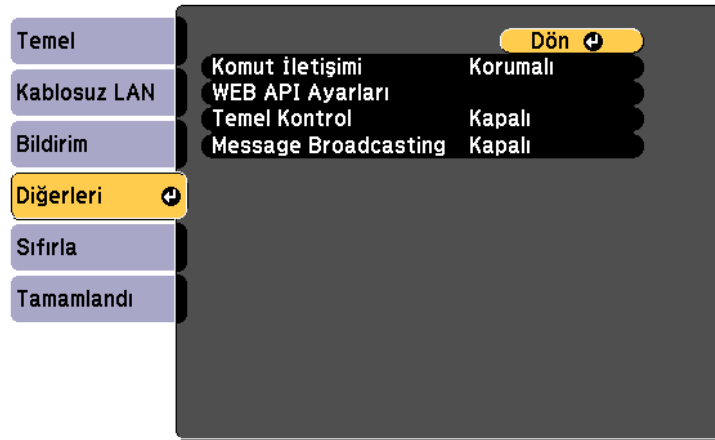 Temel
Kablosuz LAN
Bildirim
Diğerleri
Sıfırla
Tamamlandı
Dön
Komut İletişimi Korumalı
WEB API Ayarları
Temel Kontrol Kapalı
Message Broadcasting Kapalı